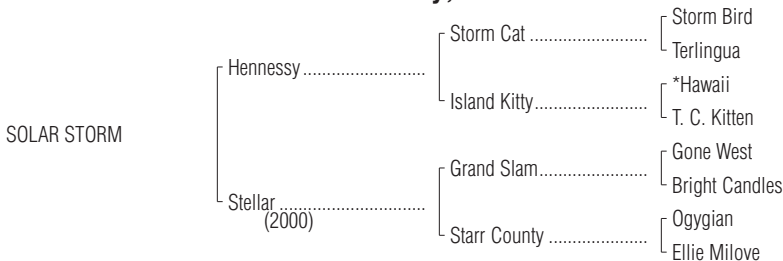 Storm Bird
Storm Cat ..........................
Terlingua
Hennessy...........................
*Hawaii
Island Kitty.........................
T. C. Kitten
SOLAR STORM
Gone West
Grand Slam........................
Bright Candles
Stellar ................................
(2000)
Ogygian
Starr County ......................
Ellie Milove